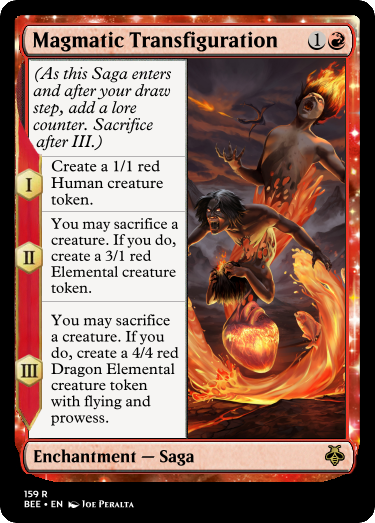 Magmatic Transfiguration 1
(As this Saga enters
and after your draw
step, add a lore
counter. Sacrifice
after III.)
I
Create a 1/1 red
Human creature
token.
II
You may sacrifice a
creature. If you do,
create a 3/1 red
Elemental creature
token.
III
You may sacrifice
a creature. If you
do, create a 4/4 red
Dragon Elemental
creature token
with flying and
prowess.
Enchantment — Saga
159 R
BEE • EN Joe Peralta